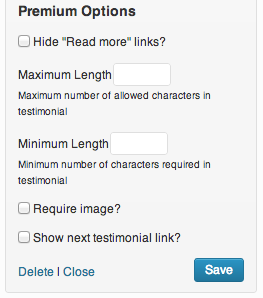 Premium Options
Hide "Read more" links?
Maximum Length
Maximum number of allowed characters in
testimonial
Minimum Length
Minimum number of characters required in
testimonial
Require image?
Show next testimonial link?
Delete | Close
Save